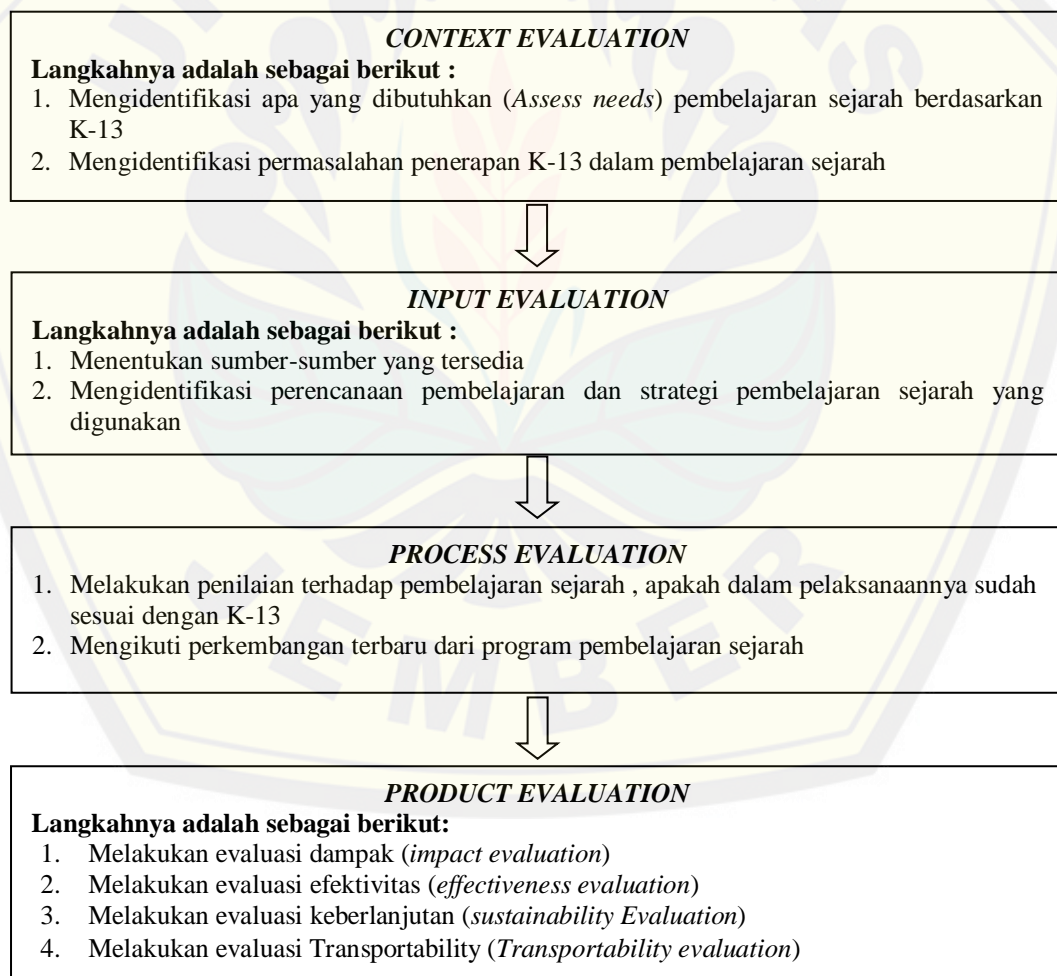 CONTEXT EVALUATION
Langkahnya adalah sebagai berikut :
1. Mengidentifikasi apa yang dibutuhkan (Assess needs) pembelajaran sejarah berdasarkan
K-13
2. Mengidentifikasi permasalahan penerapan K-13 dalam pembelajaran sejarah
INPUT EVALUATION
Langkahnya adalah sebagai berikut :
1. Menentukan sumber-sumber yang tersedia
2. Mengidentifikasi perencanaan pembelajaran dan strategi pembelajaran sejarah yang
digunakan
PROCESS EVALUATION
1. Melakukan penilaian terhadap pembelajaran sejarah , apakah dalam pelaksanaannya sudah
sesuai dengan K-13
2. Mengikuti perkembangan terbaru dari program pembelajaran sejarah
PRODUCT EVALUATION
Langkahnya adalah sebagai berikut:
1. Melakukan evaluasi dampak (impact evaluation)
2. Melakukan evaluasi efektivitas (effectiveness evaluation)
3. Melakukan evaluasi keberlanjutan (sustainability Evaluation)
4. Melakukan evaluasi Transportability (Transportability evaluation)